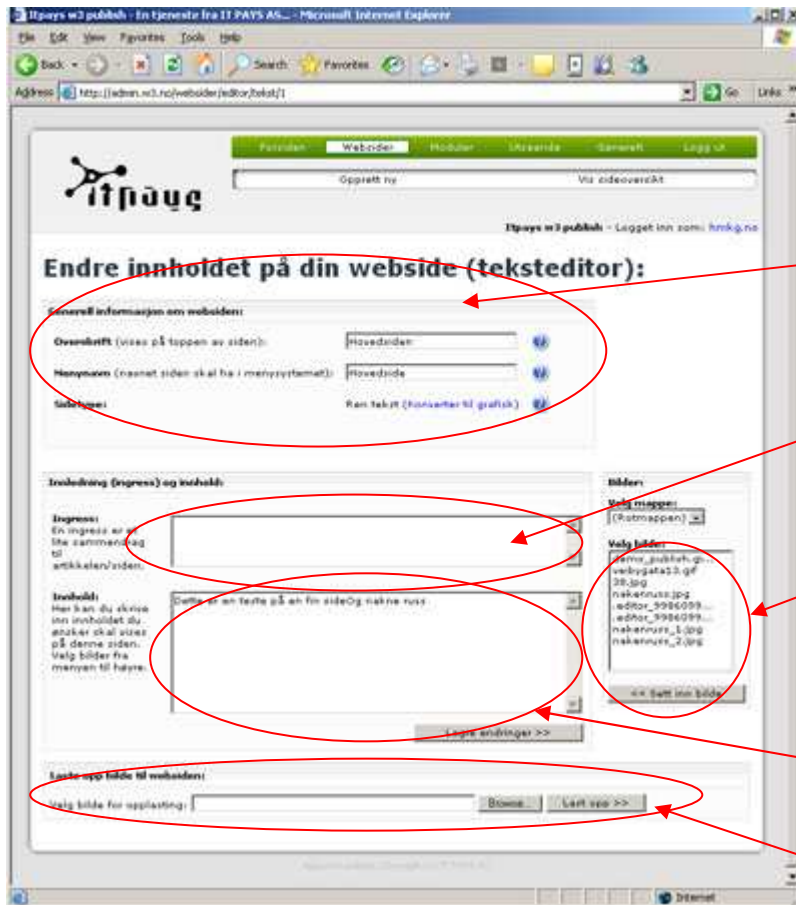 Itpays w3 publish - En tjeneste fra IT PAYS AS... - Microsoft Internet Explorer
File Edit View Favorites Tools Help
Back Search Favorites
Address http://admin.w3.no/websider/editor/tekst/1 Go Links
Forsiden Websider Moduler Utseende Generelt Logg ut
itpays
Opprett ny Vis sideoversikt
Itpays w3 publish - Logget inn som: hmkg.no
Endre innholdet på din webside (teksteditor):
Generell informasjon om websiden:
Overskrift (vises på toppen av siden): Hovedsiden
Menynavn (navnet siden skal ha i menysystemet): Hovedside
Sidetype: Ren tekst (Konverter til grafisk)
Innledning (ingress) og innhold:
Ingress:
En ingress er et
lite sammendrag
til
artikkelen/siden.
Innhold:
Her kan du skrive
inn innholdet du
ønsker skal vises
på denne siden.
Velg bilder fra
menyen til høyre.
Dette er en teste på en fin sideOg nakne russ
Lagre endringer >>
Bilder:
Velg mappe:
(Rotmappen)
Velg bilde:
demo_publish.gi...
verbygata13.gif
38.jpg
nakenruss.jpg
.editor_9986099...
.editor_9986099...
nakenruss_1.jpg
nakenruss_2.jpg
<< Sett inn bilde
Laste opp bilde til websiden:
Velg bilde for opplasting: Browse... Last opp >>
Internet